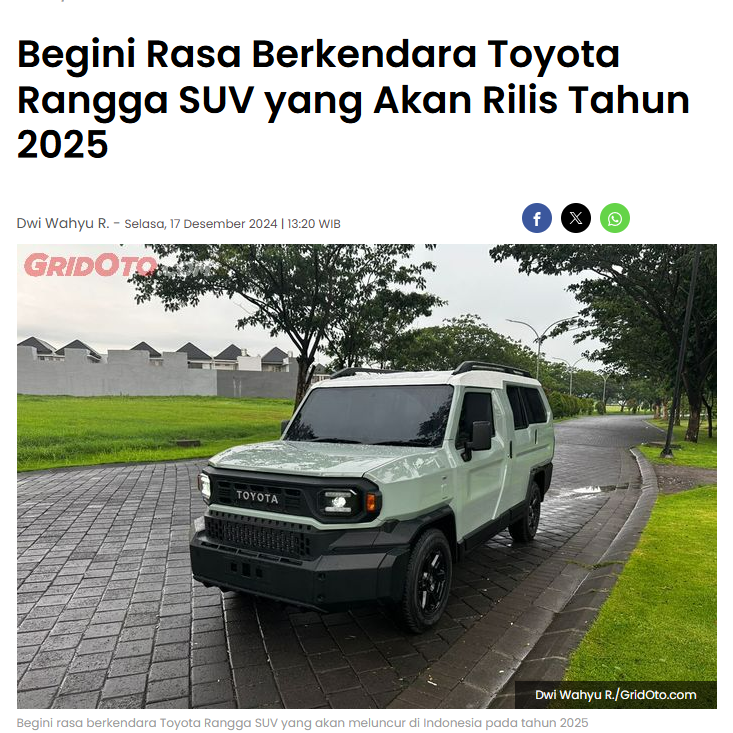 Begini Rasa Berkendara Toyota
Rangga SUV yang Akan Rilis Tahun
2025
Dwi Wahyu R. - Selasa, 17 Desember 2024 | 13:20 WIB
GRIDOTO.COM
TOYOTA
Dwi Wahyu R./GridOto.com
Begini rasa berkendara Toyota Rangga SUV yang akan meluncur di Indonesia pada tahun 2025